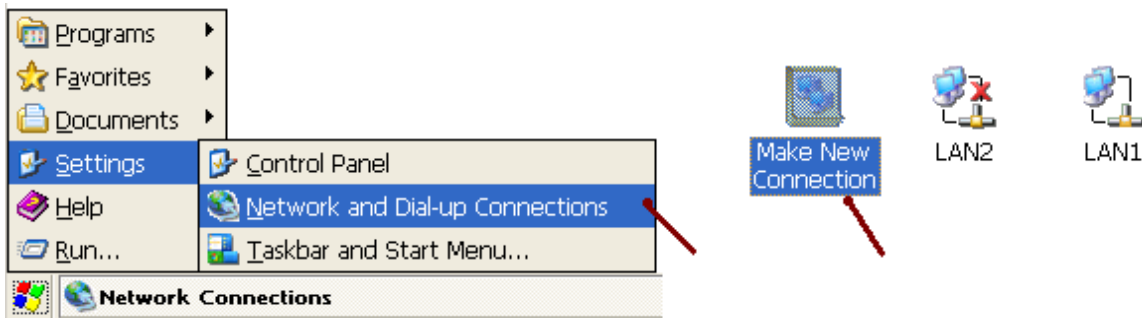 Programs
Favorites
Documents
Settings
Help
Run...
Control Panel
Network and Dial-up Connections
Taskbar and Start Menu...
Network Connections
Make New
Connection
LAN2
LAN1